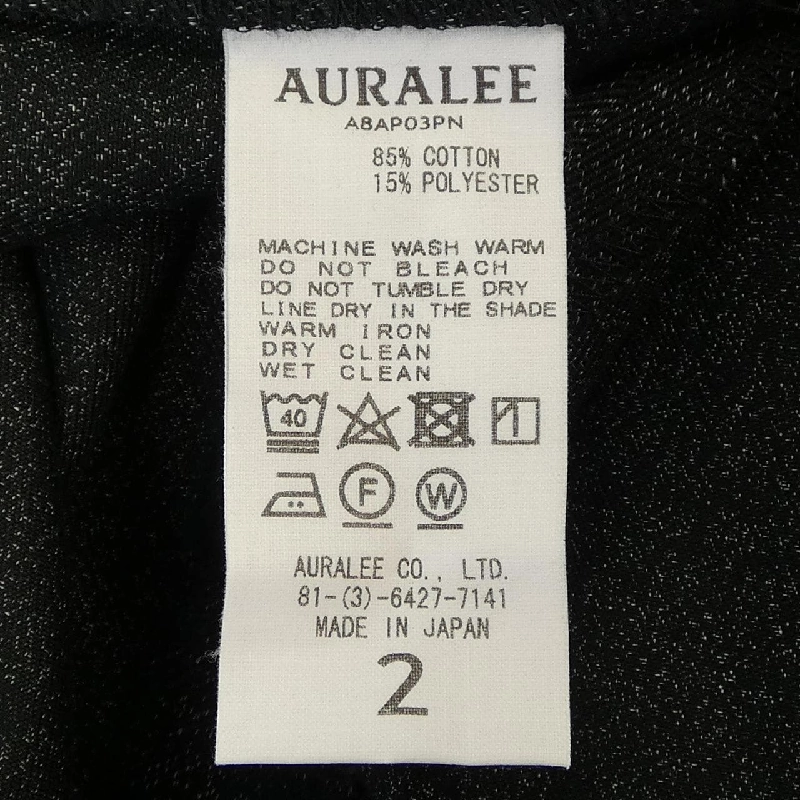 AURALEE
A8AP03PN
85% COTTON
15% POLYESTER
MACHINE WASH WARM
DO NOT BLEACH
DO NOT TUMBLE DRY
LINE DRY IN THE SHADE
WARM IRON
DRY CLEAN
WET CLEAN
40
F W
AURALEE CO., LTD.
81-(3)-6427-7141
MADE IN JAPAN
2